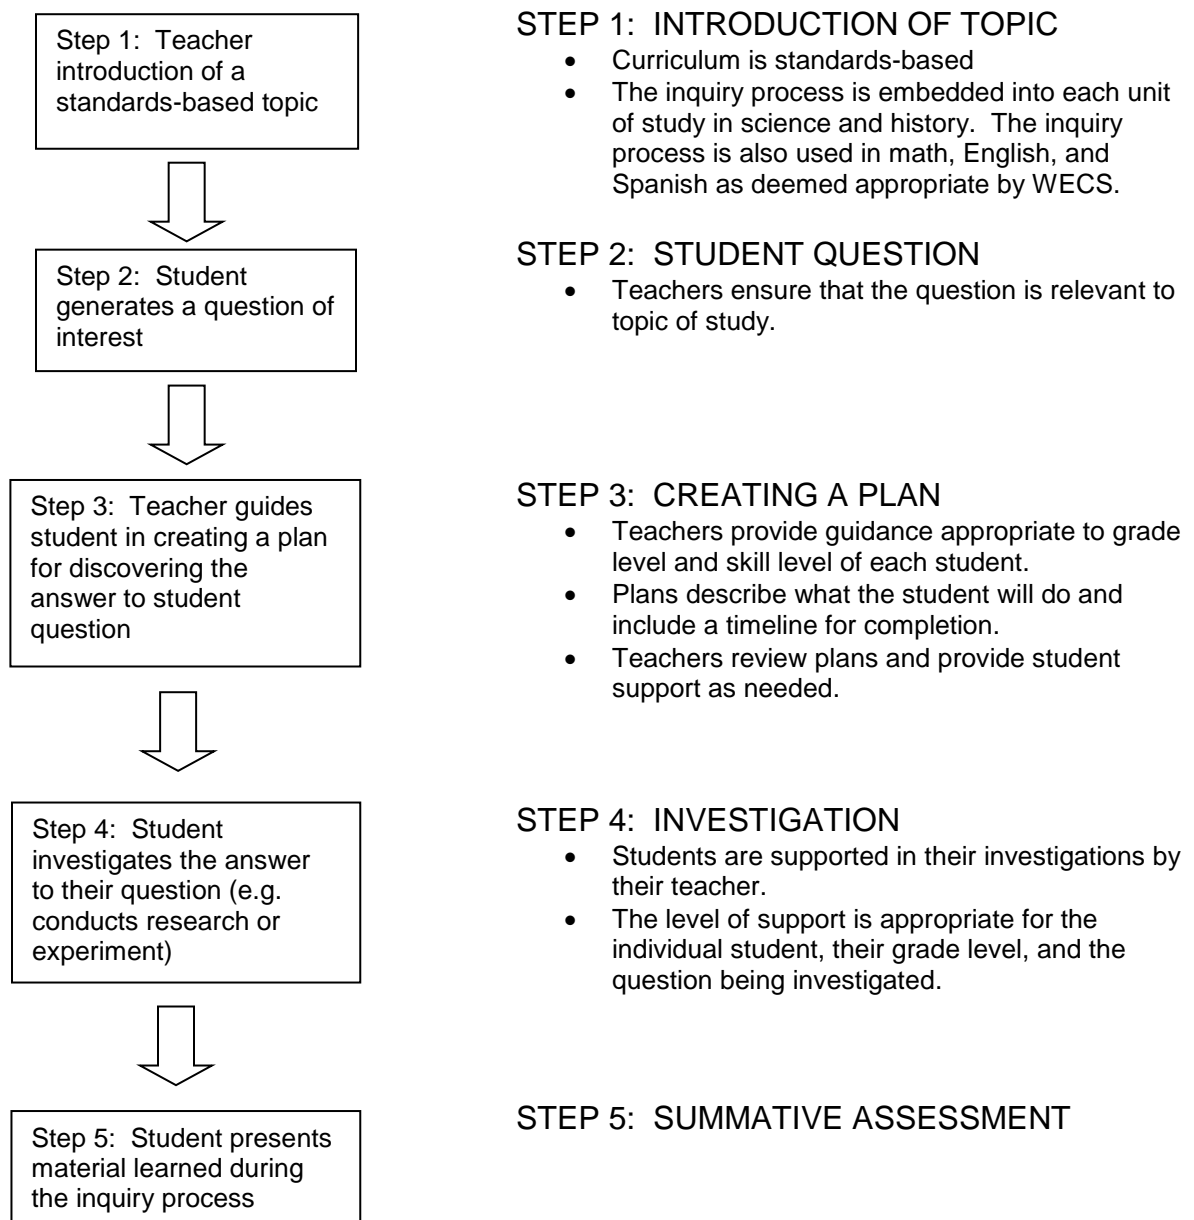 Step 1:  Teacher
introduction of a
standards-based topic
STEP 1:  INTRODUCTION OF TOPIC
• Curriculum is standards-based
• The inquiry process is embedded into each unit
of study in science and history.  The inquiry
process is also used in math, English, and
Spanish as deemed appropriate by WECS.
Step 2:  Student
generates a question of
interest
STEP 2:  STUDENT QUESTION
• Teachers ensure that the question is relevant to
topic of study.
Step 3:  Teacher guides
student in creating a plan
for discovering the
answer to student
question
STEP 3:  CREATING A PLAN
• Teachers provide guidance appropriate to grade
level and skill level of each student.
• Plans describe what the student will do and
include a timeline for completion.
• Teachers review plans and provide student
support as needed.
Step 4:  Student
investigates the answer
to their question (e.g.
conducts research or
experiment)
STEP 4:  INVESTIGATION
• Students are supported in their investigations by
their teacher.
• The level of support is appropriate for the
individual student, their grade level, and the
question being investigated.
Step 5:  Student presents
material learned during
the inquiry process
STEP 5:  SUMMATIVE ASSESSMENT